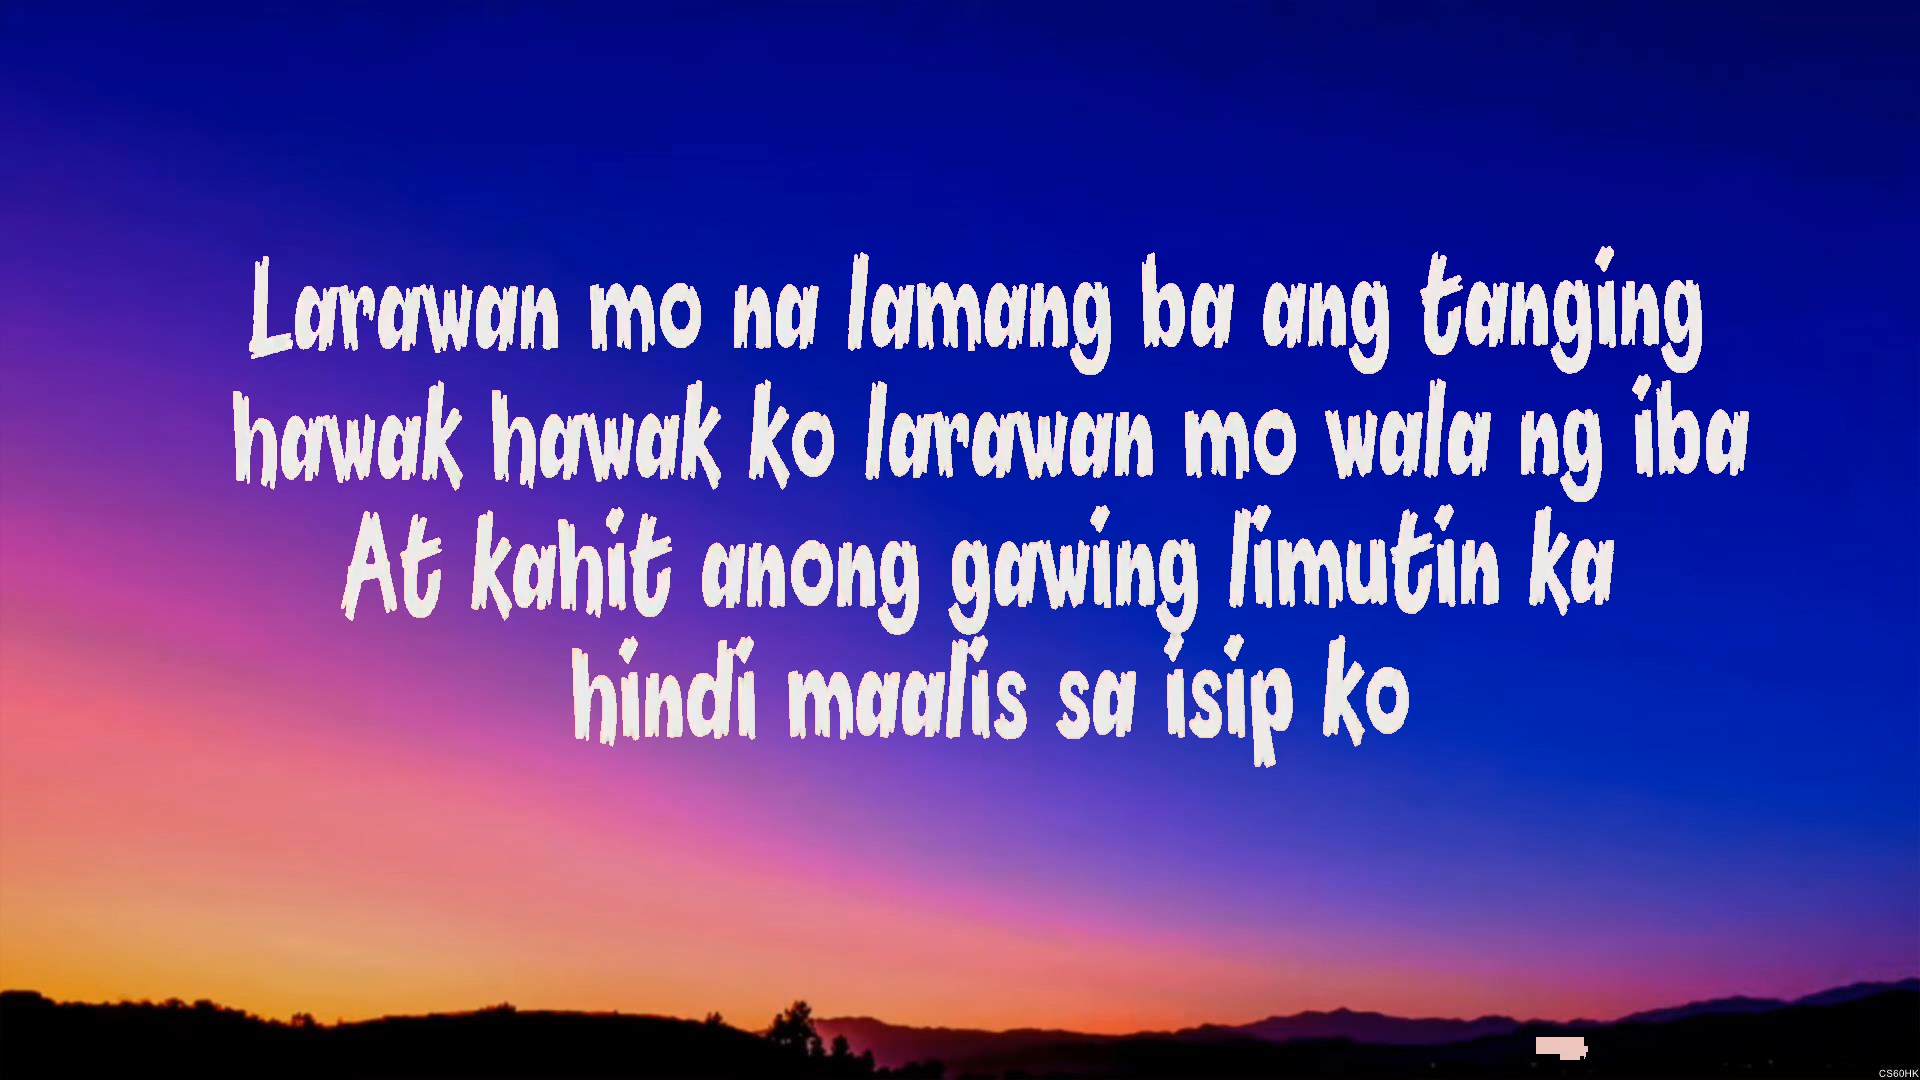 Larawan mo na lamang ba ang tanging
hawak hawak ko larawan mo wala ng iba
At kahit anong gawing limutin ka
hindi maalis sa isip ko
CS60HK